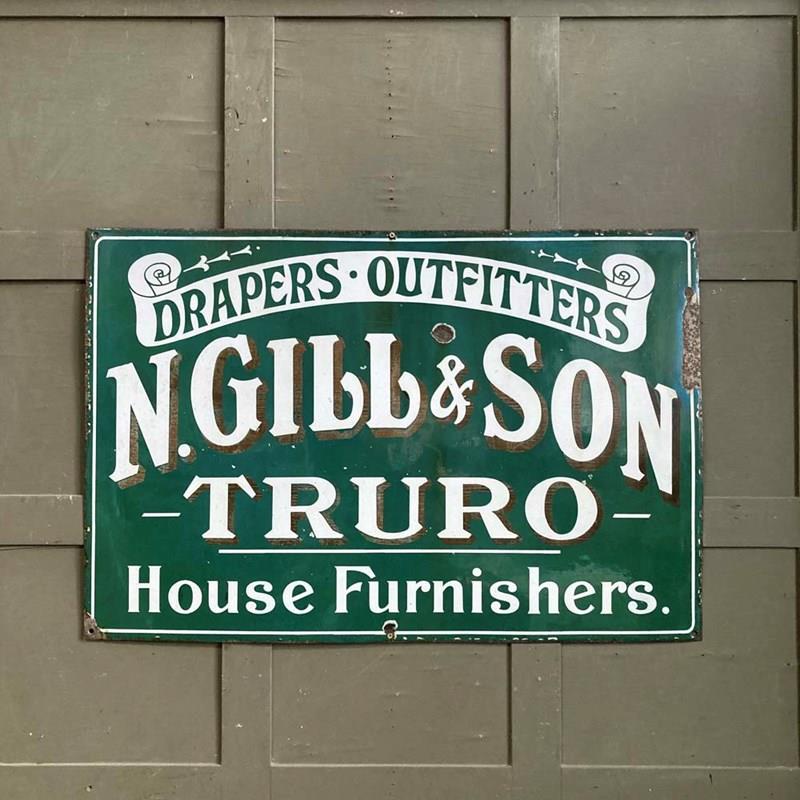 DRAPERS · OUTFITTERS
N. GILL & SON
– TRURO –
House Furnishers.